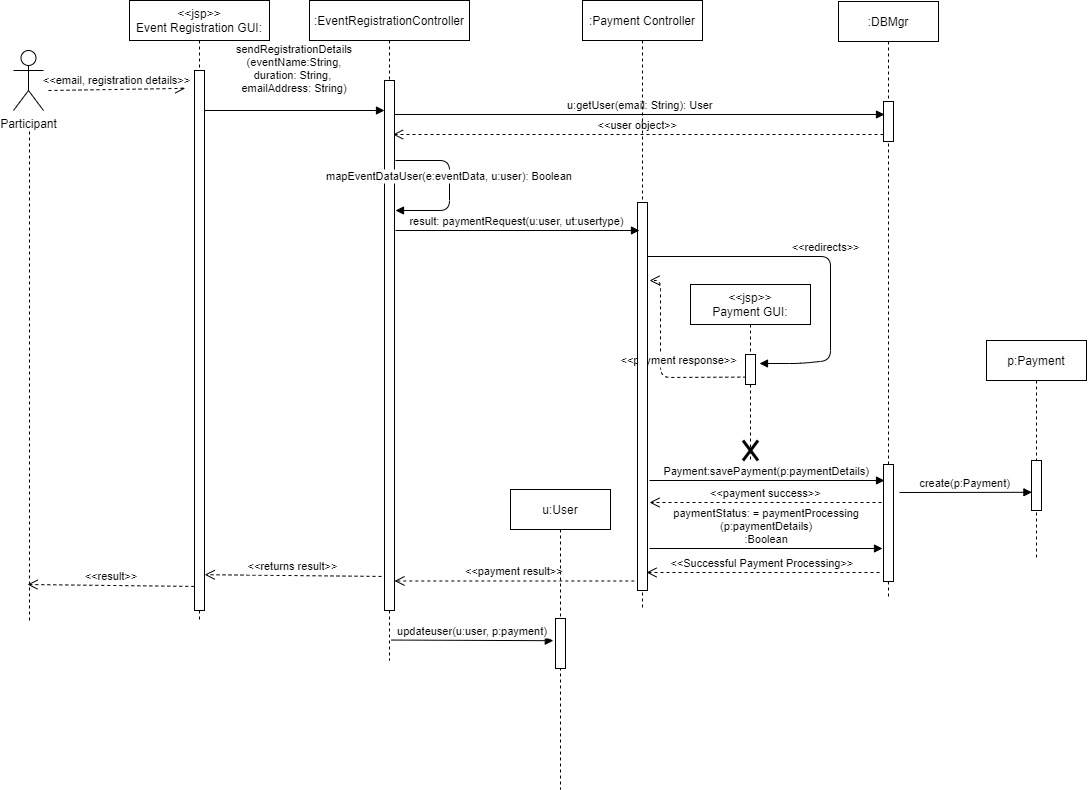 <<jsp>>
Event Registration GUI:
:EventRegistrationController
:Payment Controller
:DBMgr
sendRegistrationDetails
(eventName:String,
duration: String,
emailAddress: String)
<<email, registration details>>
Participant
u:getUser(email: String): User
<<user object>>
mapEventDataUser(e:eventData, u:user): Boolean
result: paymentRequest(u:user, ut:usertype)
<<redirects>>
<<jsp>>
Payment GUI:
<<payment response>>
p:Payment
Payment:savePayment(p:paymentDetails)
create(p:Payment)
<<payment success>>
u:User
paymentStatus: = paymentProcessing
(p:paymentDetails)
:Boolean
<<Successful Payment Processing>>
<<payment result>>
<<returns result>>
<<result>>
updateuser(u:user, p:payment)